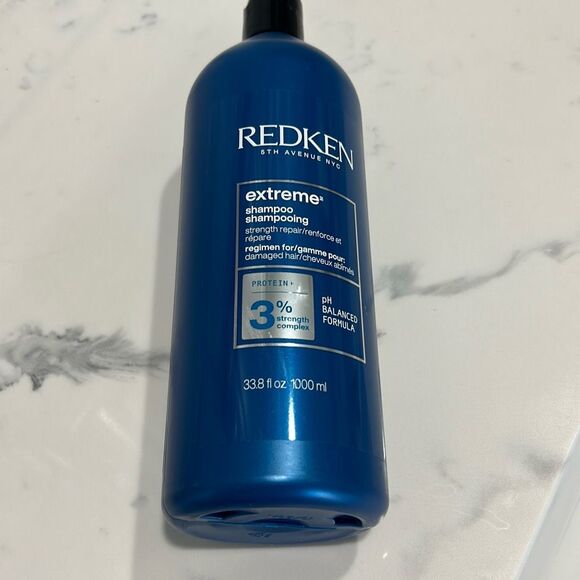 REDKEN
5TH AVENUE NYC
extreme
shampoo
shampooing
strength repair/renforce et
répare
regimen for/gamme pour:
damaged hair/cheveux abîmés
PROTEIN+
3%
strength
complex
pH
BALANCED
FORMULA
33.8 fl oz 1000 ml